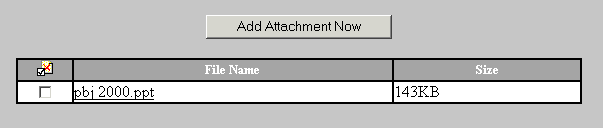 Add Attachment Now
File Name Size
pbj 2000.ppt 143KB